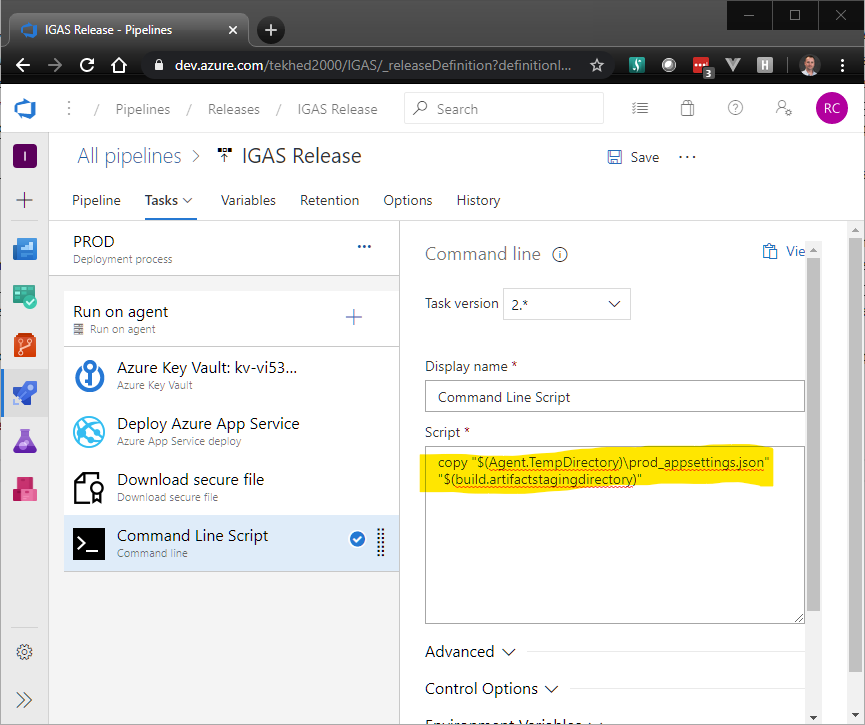 IGAS Release - Pipelines
dev.azure.com/tekhed2000/IGAS/_releaseDefinition?definitionI...
3
H
/ Pipelines / Releases / IGAS Release
Search
RC
I
All pipelines > IGAS Release
Save
Pipeline Tasks Variables Retention Options History
PROD
Deployment process
Run on agent
Run on agent
Azure Key Vault: kv-vi53...
Azure Key Vault
Deploy Azure App Service
Azure App Service deploy
Download secure file
Download secure file
Command Line Script
Command line
Command line
Vie
Task version 2.*
Display name *
Command Line Script
Script *
copy "$(Agent.TempDirectory)\prod_appsettings.json"
"$(build.artifactstagingdirectory)"
Advanced
Control Options
Environment Variables